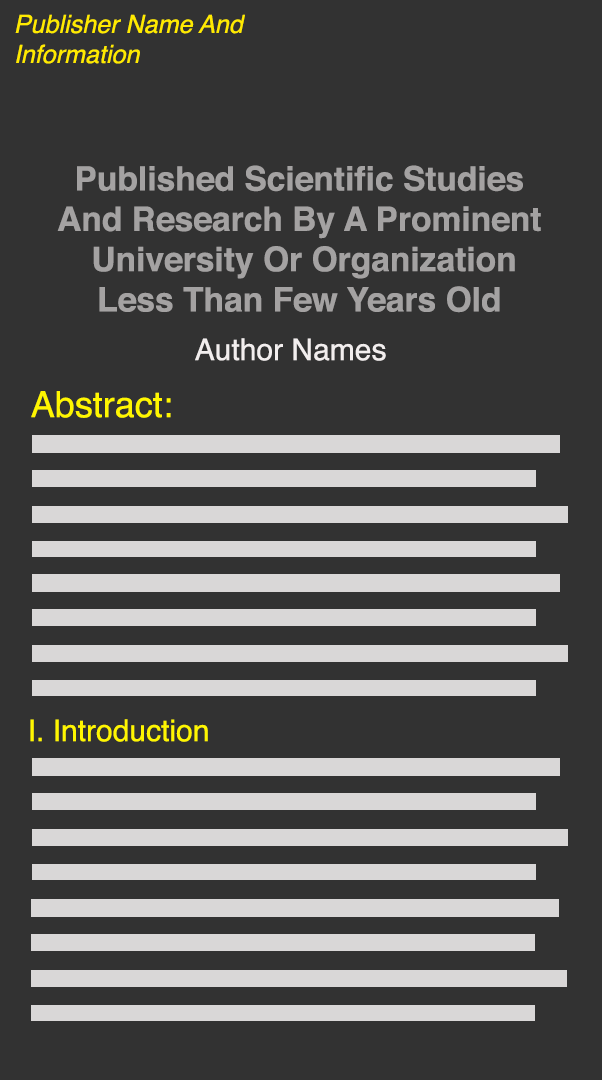 Publisher Name And
Information
Published Scientific Studies
And Research By A Prominent
University Or Organization
Less Than Few Years Old
Author Names
Abstract:
I. Introduction